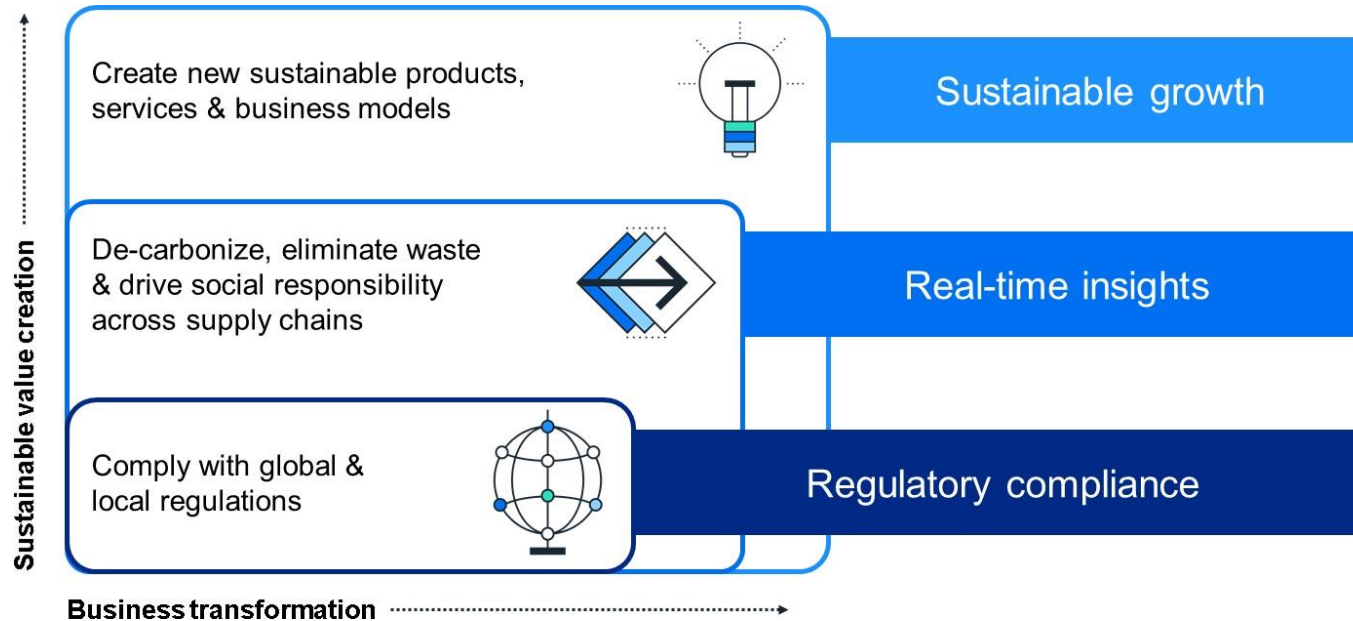 Create new sustainable products,
services & business models
Sustainable growth
De-carbonize, eliminate waste
& drive social responsibility
across supply chains
Real-time insights
Comply with global &
local regulations
Regulatory compliance
Sustainable value creation
Business transformation